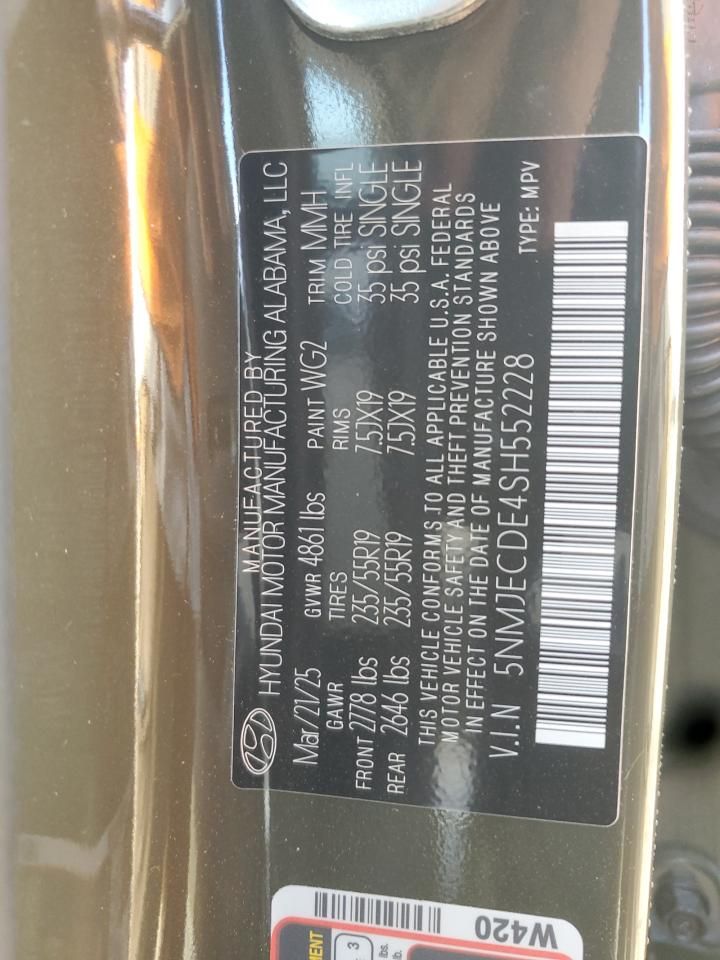 MANUFACTURED BY
HYUNDAI MOTOR MANUFACTURING ALABAMA, LLC
Mar/21/25 GVWR 4861 lbs PAINT WG2 TRIM MMH
GAWR TIRES RIMS COLD TIRE INFL
FRONT 2778 lbs 235/55R19 7.5JX19 35 psi SINGLE
REAR 2646 lbs 235/55R19 7.5JX19 35 psi SINGLE
THIS VEHICLE CONFORMS TO ALL APPLICABLE U.S.A. FEDERAL
MOTOR VEHICLE SAFETY AND THEFT PREVENTION STANDARDS
IN EFFECT ON THE DATE OF MANUFACTURE SHOWN ABOVE
V.I.N 5NMJECDE4SH552228 TYPE: MPV
W420
3
lbs.
lb.